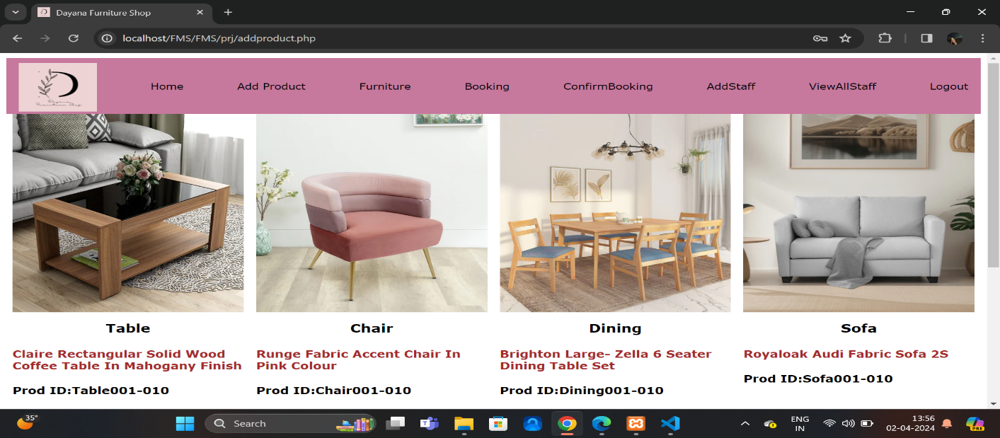 Dayana Furniture Shop
localhost/FMS/FMS/prj/addproduct.php
D
Dayana
Furniture Shop
Home
Add Product
Furniture
Booking
ConfirmBooking
AddStaff
ViewAllStaff
Logout
Table
Claire Rectangular Solid Wood
Coffee Table In Mahogany Finish
Prod ID:Table001-010
Chair
Runge Fabric Accent Chair In
Pink Colour
Prod ID:Chair001-010
Dining
Brighton Large- Zella 6 Seater
Dining Table Set
Prod ID:Dining001-010
Sofa
Royaloak Audi Fabric Sofa 2S
Prod ID:Sofa001-010
35°
Search
ENG
IN
13:56
02-04-2024
PRE